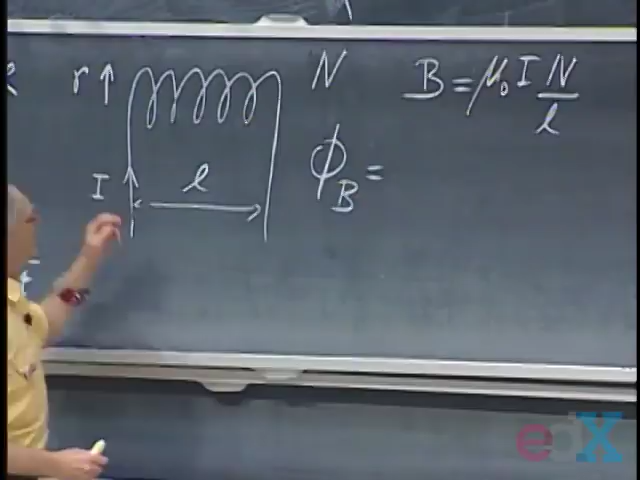 r ↑
N
B = μ₀ I N/l
I
l
ϕ_B =
edX